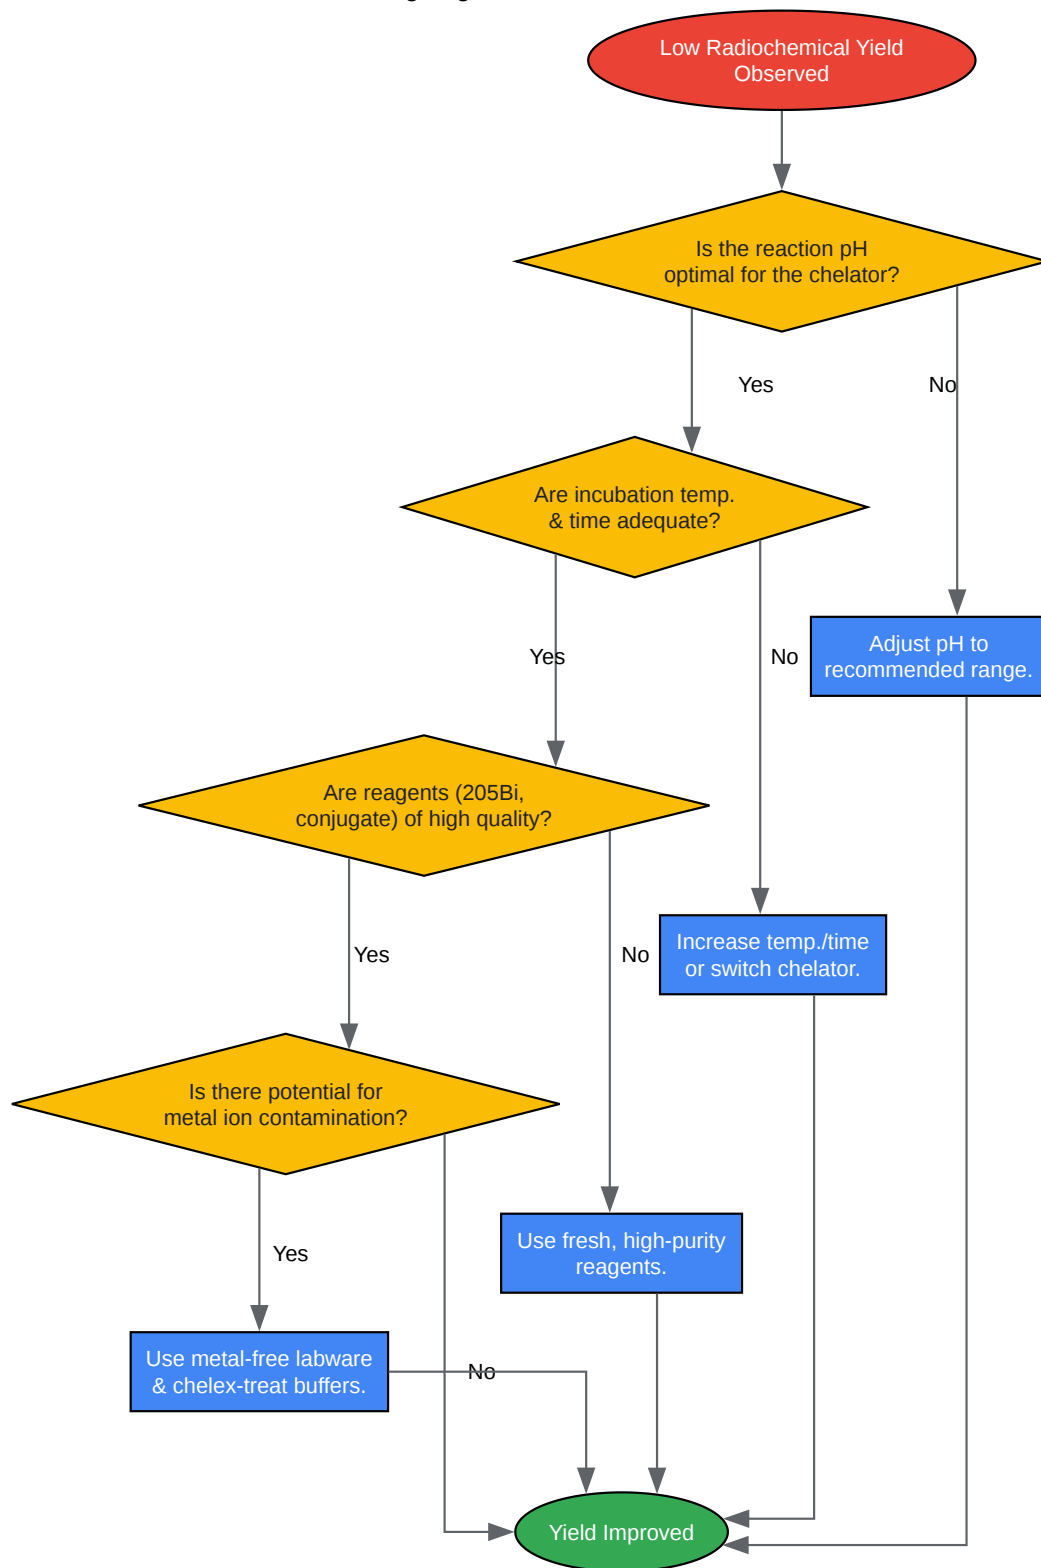 Low Radiochemical Yield
Observed
Is the reaction pH
optimal for the chelator?
Yes
No
Are incubation temp.
& time adequate?
Yes
No
Adjust pH to
recommended range.
Are reagents (205Bi,
conjugate) of high quality?
Yes
No
Increase temp./time
or switch chelator.
Is there potential for
metal ion contamination?
Yes
Use fresh, high-purity
reagents.
Use metal-free labware
& chelex-treat buffers.
No
Yield Improved